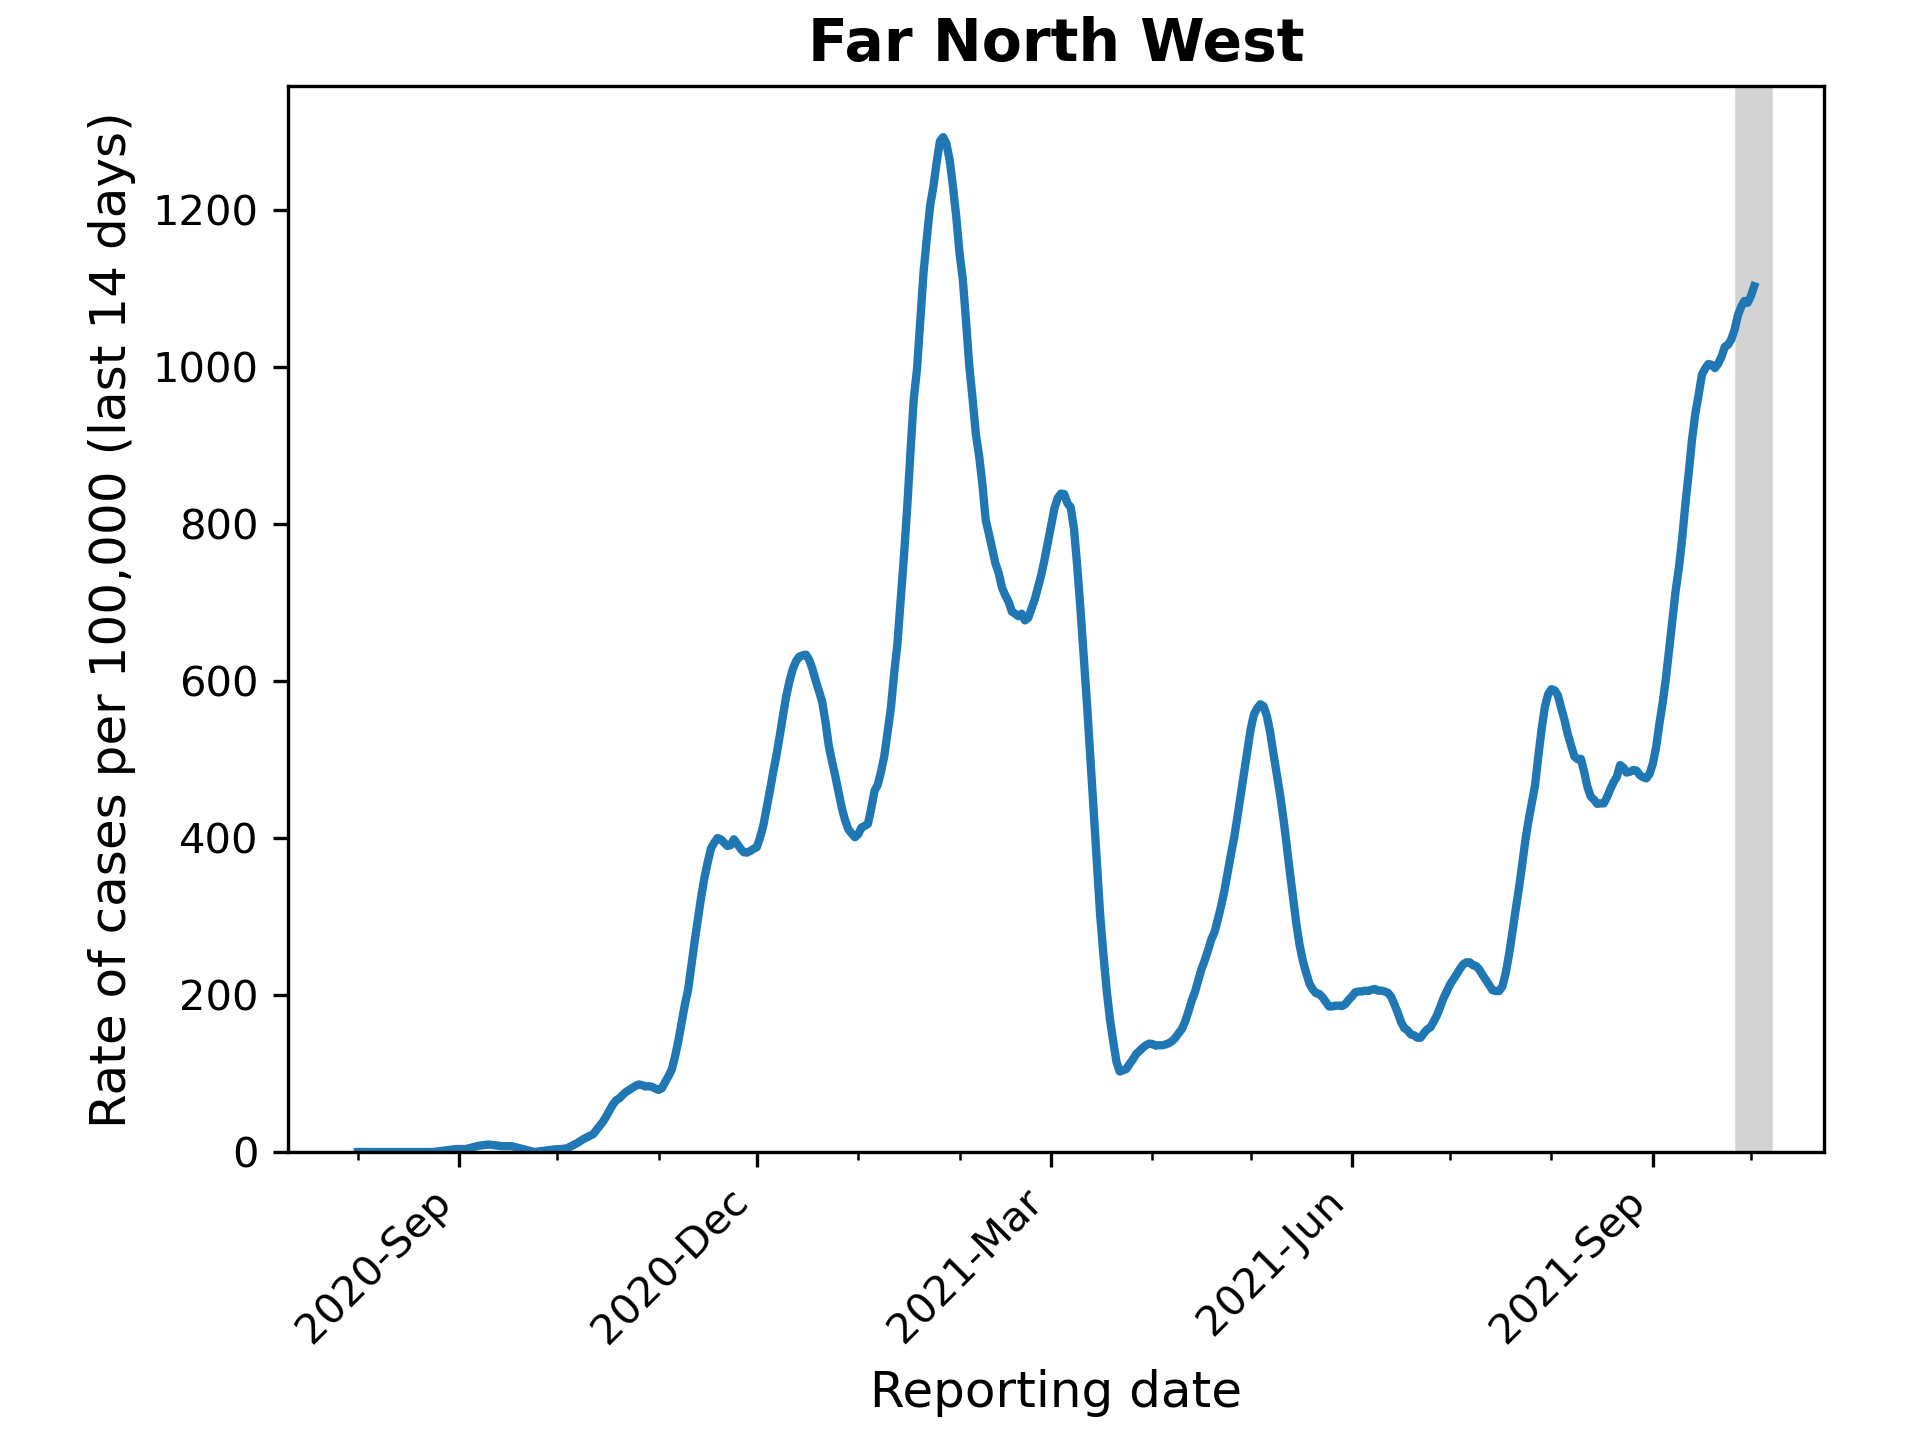 Far North West
Rate of cases per 100,000 (last 14 days)
1200
1000
800
600
400
200
0
2020-Sep
2020-Dec
2021-Mar
2021-Jun
2021-Sep
Reporting date